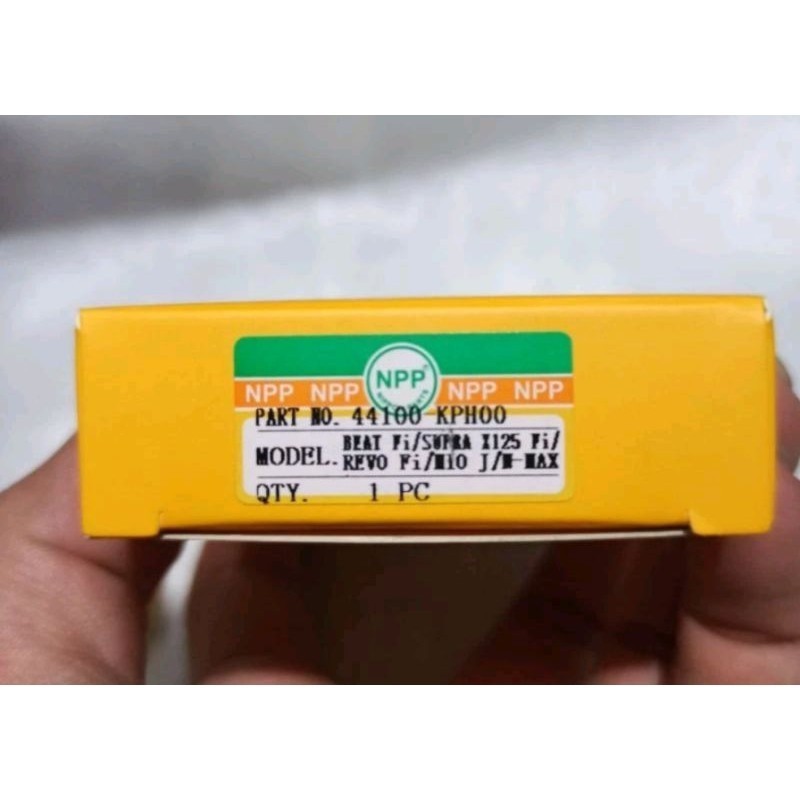 NPP NPP NPP NPP NPP
PART NO. 44100 KPH00
MODEL. BEAT Fi/SUPRA X125 Fi/
REVO Fi/MIO J/N-MAX
QTY. 1 PC